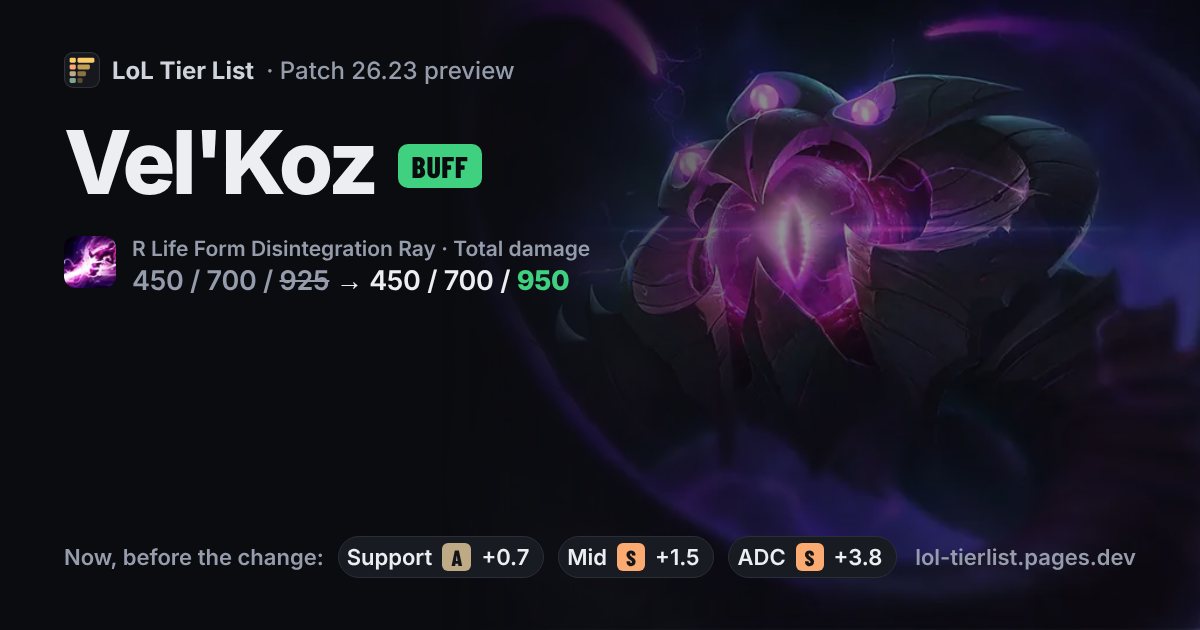 LoL Tier List · Patch 26.23 preview
Vel'Koz BUFF
R Life Form Disintegration Ray · Total damage
450 / 700 / 925 → 450 / 700 / 950
Now, before the change: Support A +0.7 Mid S +1.5 ADC S +3.8 lol-tierlist.pages.dev